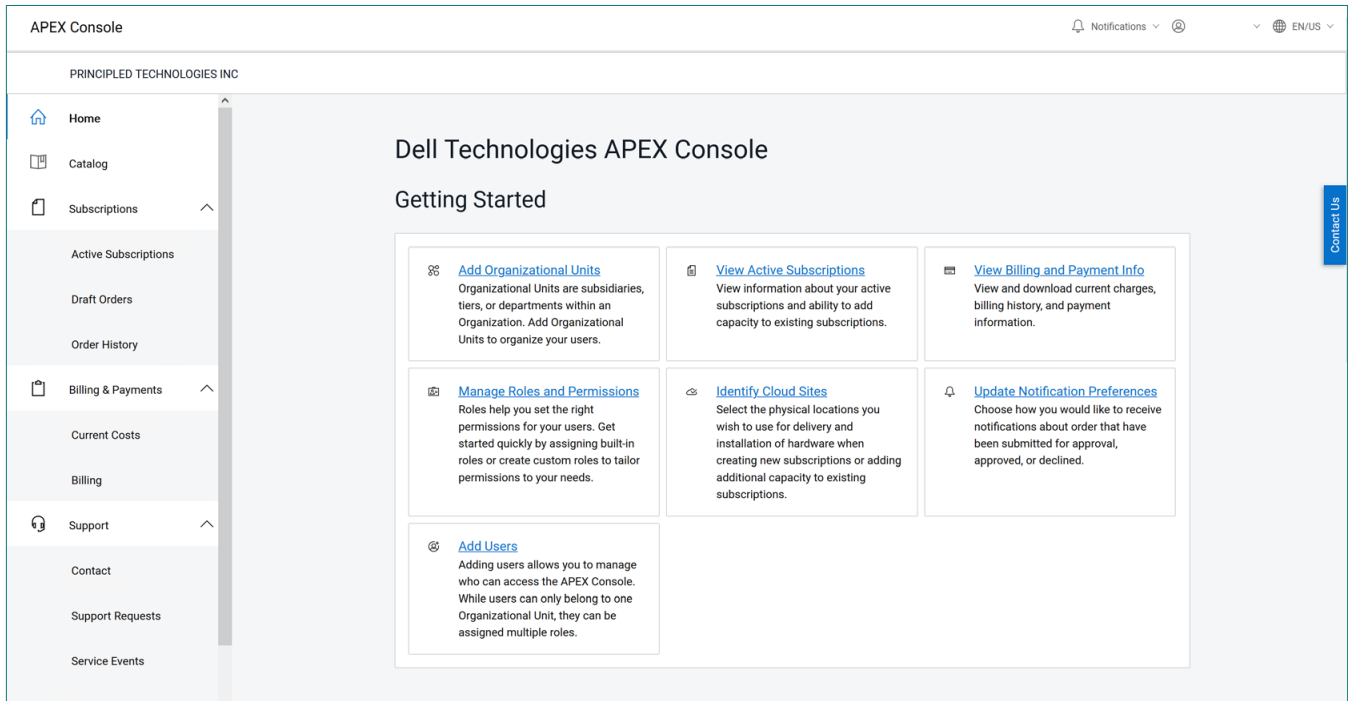 APEX Console
Notifications
EN/US
PRINCIPLED TECHNOLOGIES INC
Home
Catalog
Subscriptions
Active Subscriptions
Draft Orders
Order History
Billing & Payments
Current Costs
Billing
Support
Contact
Support Requests
Service Events
Dell Technologies APEX Console
Getting Started
Add Organizational Units
Organizational Units are subsidiaries,
tiers, or departments within an
Organization. Add Organizational
Units to organize your users.
View Active Subscriptions
View information about your active
subscriptions and ability to add
capacity to existing subscriptions.
View Billing and Payment Info
View and download current charges,
billing history, and payment
information.
Manage Roles and Permissions
Roles help you set the right
permissions for your users. Get
started quickly by assigning built-in
roles or create custom roles to tailor
permissions to your needs.
Identify Cloud Sites
Select the physical locations you
wish to use for delivery and
installation of hardware when
creating new subscriptions or adding
additional capacity to existing
subscriptions.
Update Notification Preferences
Choose how you would like to receive
notifications about order that have
been submitted for approval,
approved, or declined.
Add Users
Adding users allows you to manage
who can access the APEX Console.
While users can only belong to one
Organizational Unit, they can be
assigned multiple roles.
Contact Us